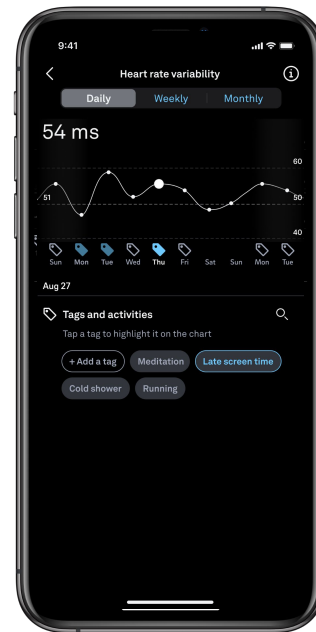 9:41
Heart rate variability
Daily Weekly Monthly
54 ms
60
51
50
40
Sun Mon Tue Wed Thu Fri Sat Sun Mon Tue
Aug 27
Tags and activities
Tap a tag to highlight it on the chart
+ Add a tag Meditation Late screen time
Cold shower Running